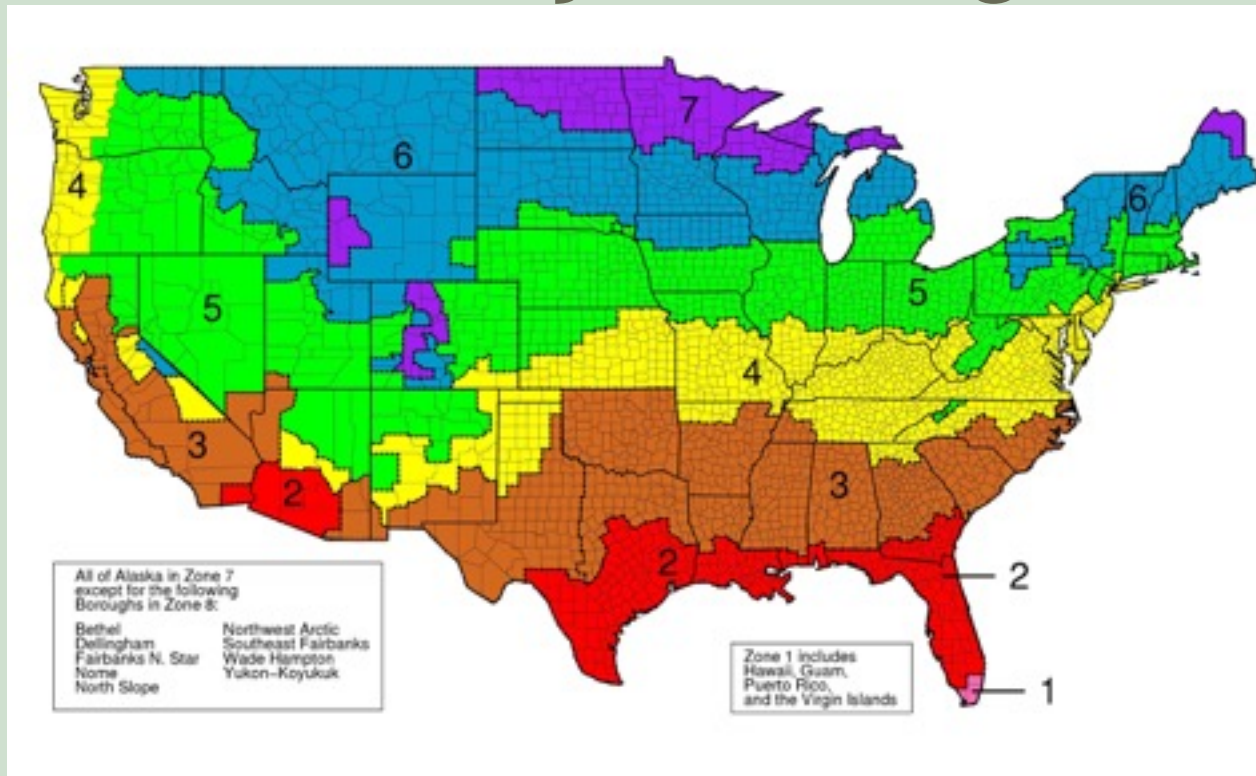 7
6
4
6
5
5
4
3
3
2
2
2
1
All of Alaska in Zone 7
except for the following
Boroughs in Zone 8:
Bethel Northwest Arctic
Dellingham Southeast Fairbanks
Fairbanks N. Star Wade Hampton
Nome Yukon-Koyukuk
North Slope
Zone 1 includes
Hawaii, Guam,
Puerto Rico,
and the Virgin Islands